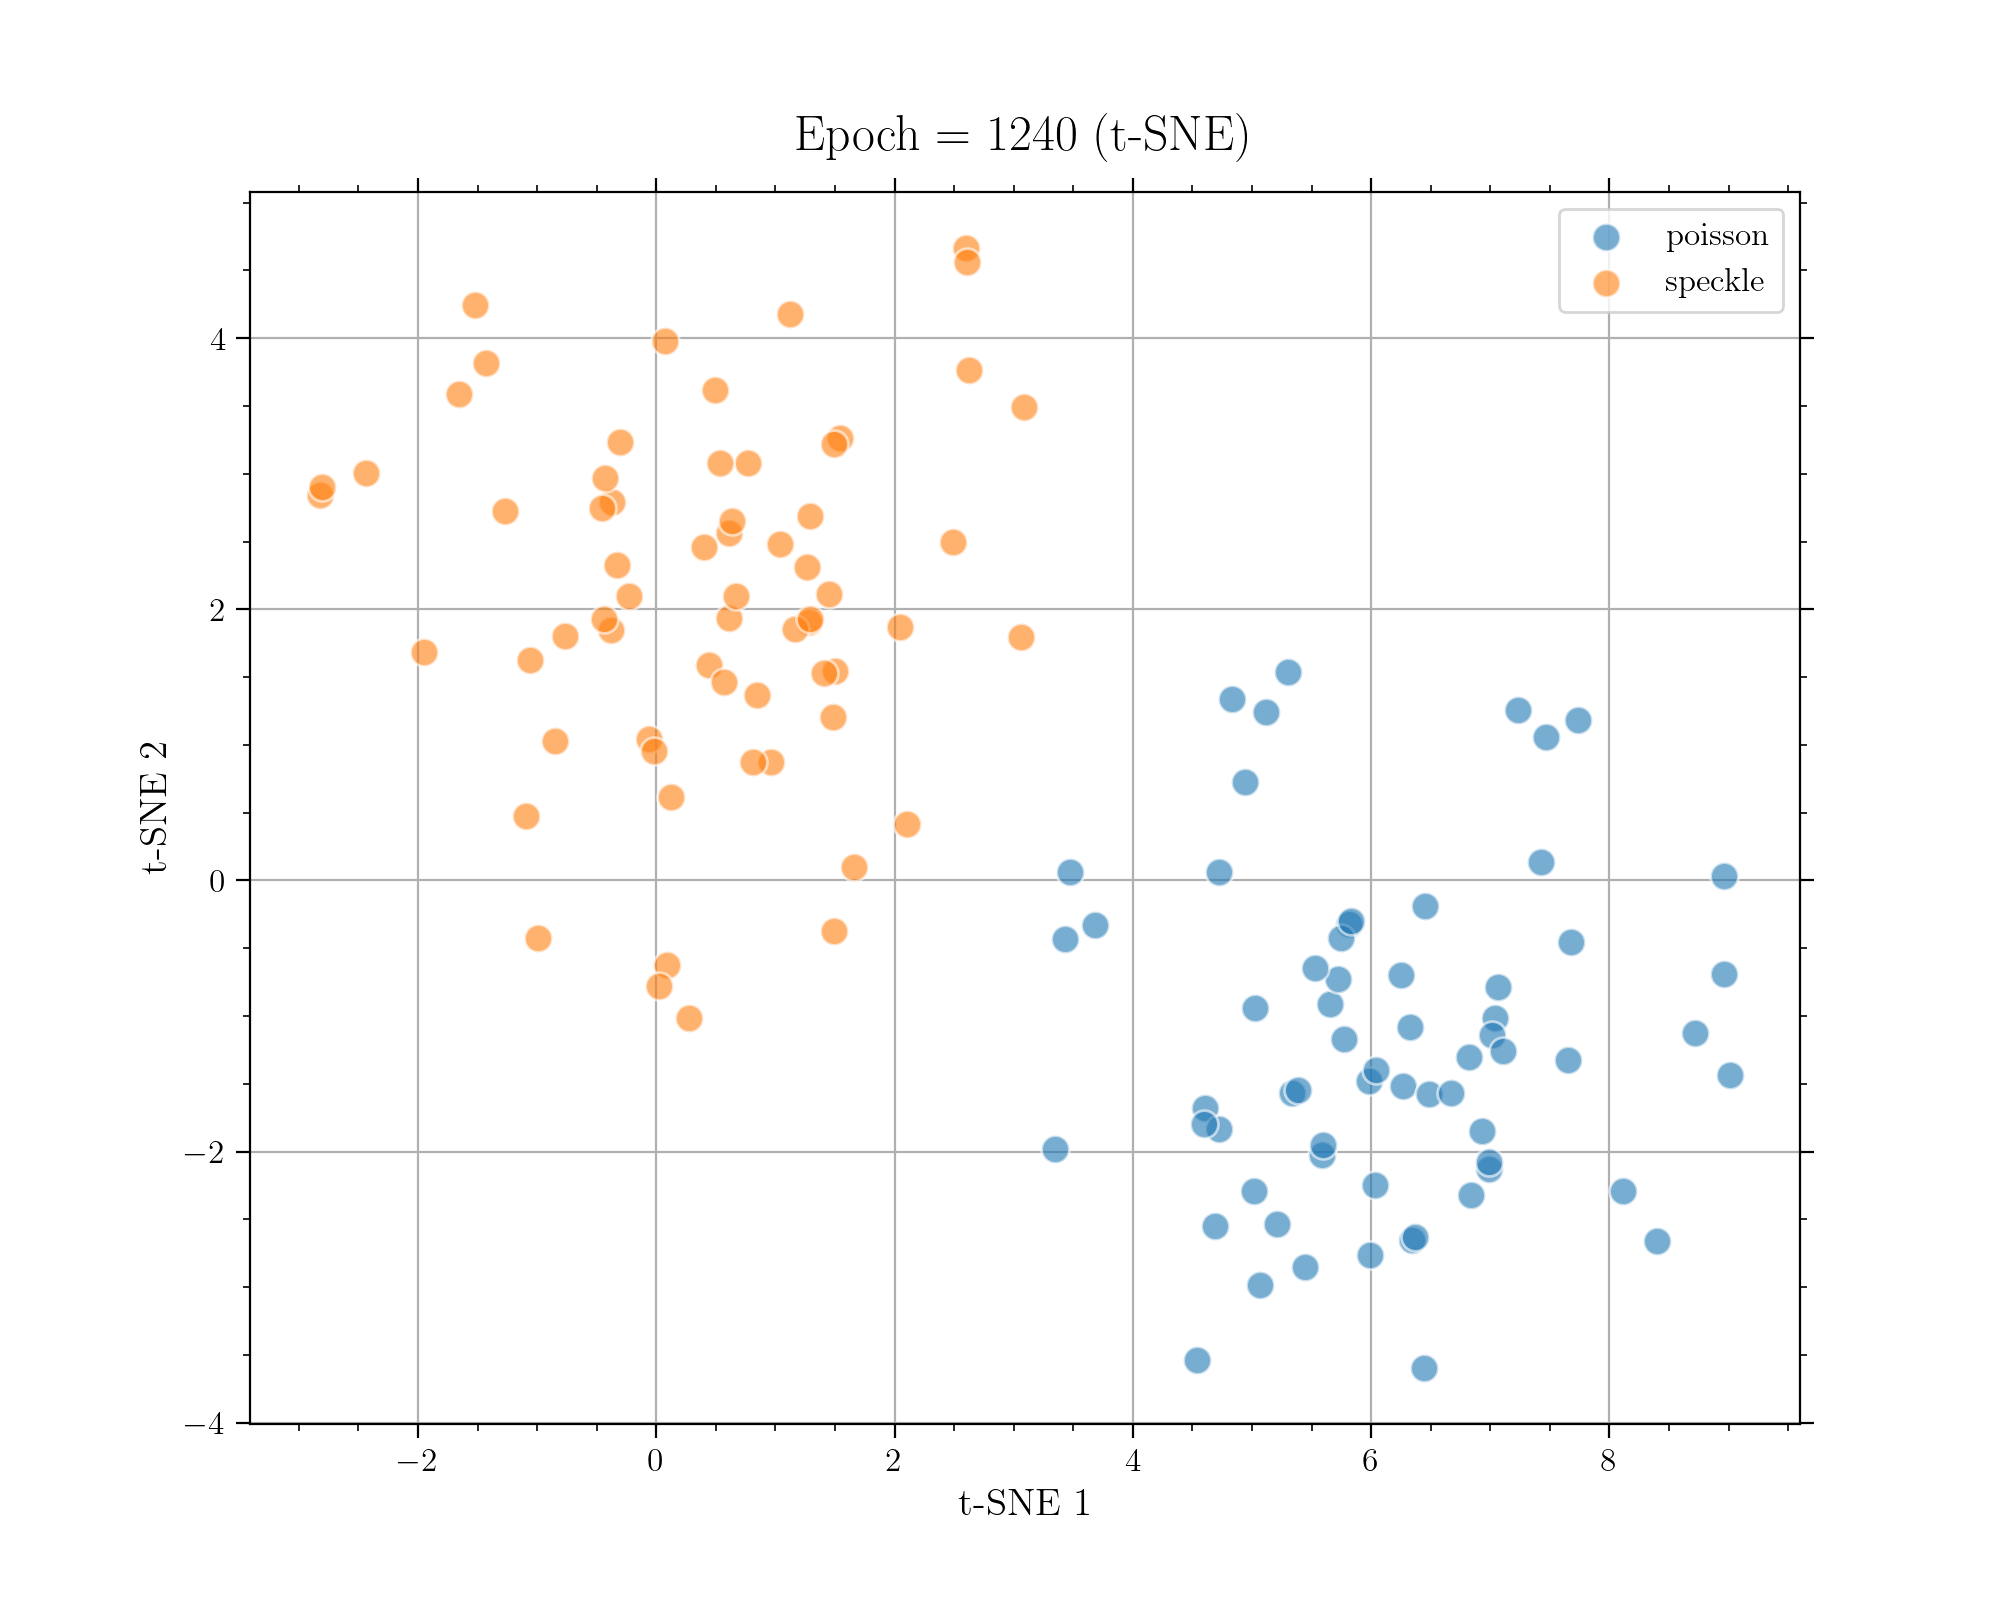 Epoch = 1240 (t-SNE)
poisson
speckle
4
2
0
−2
−4
t-SNE 2
−2 0 2 4 6 8
t-SNE 1